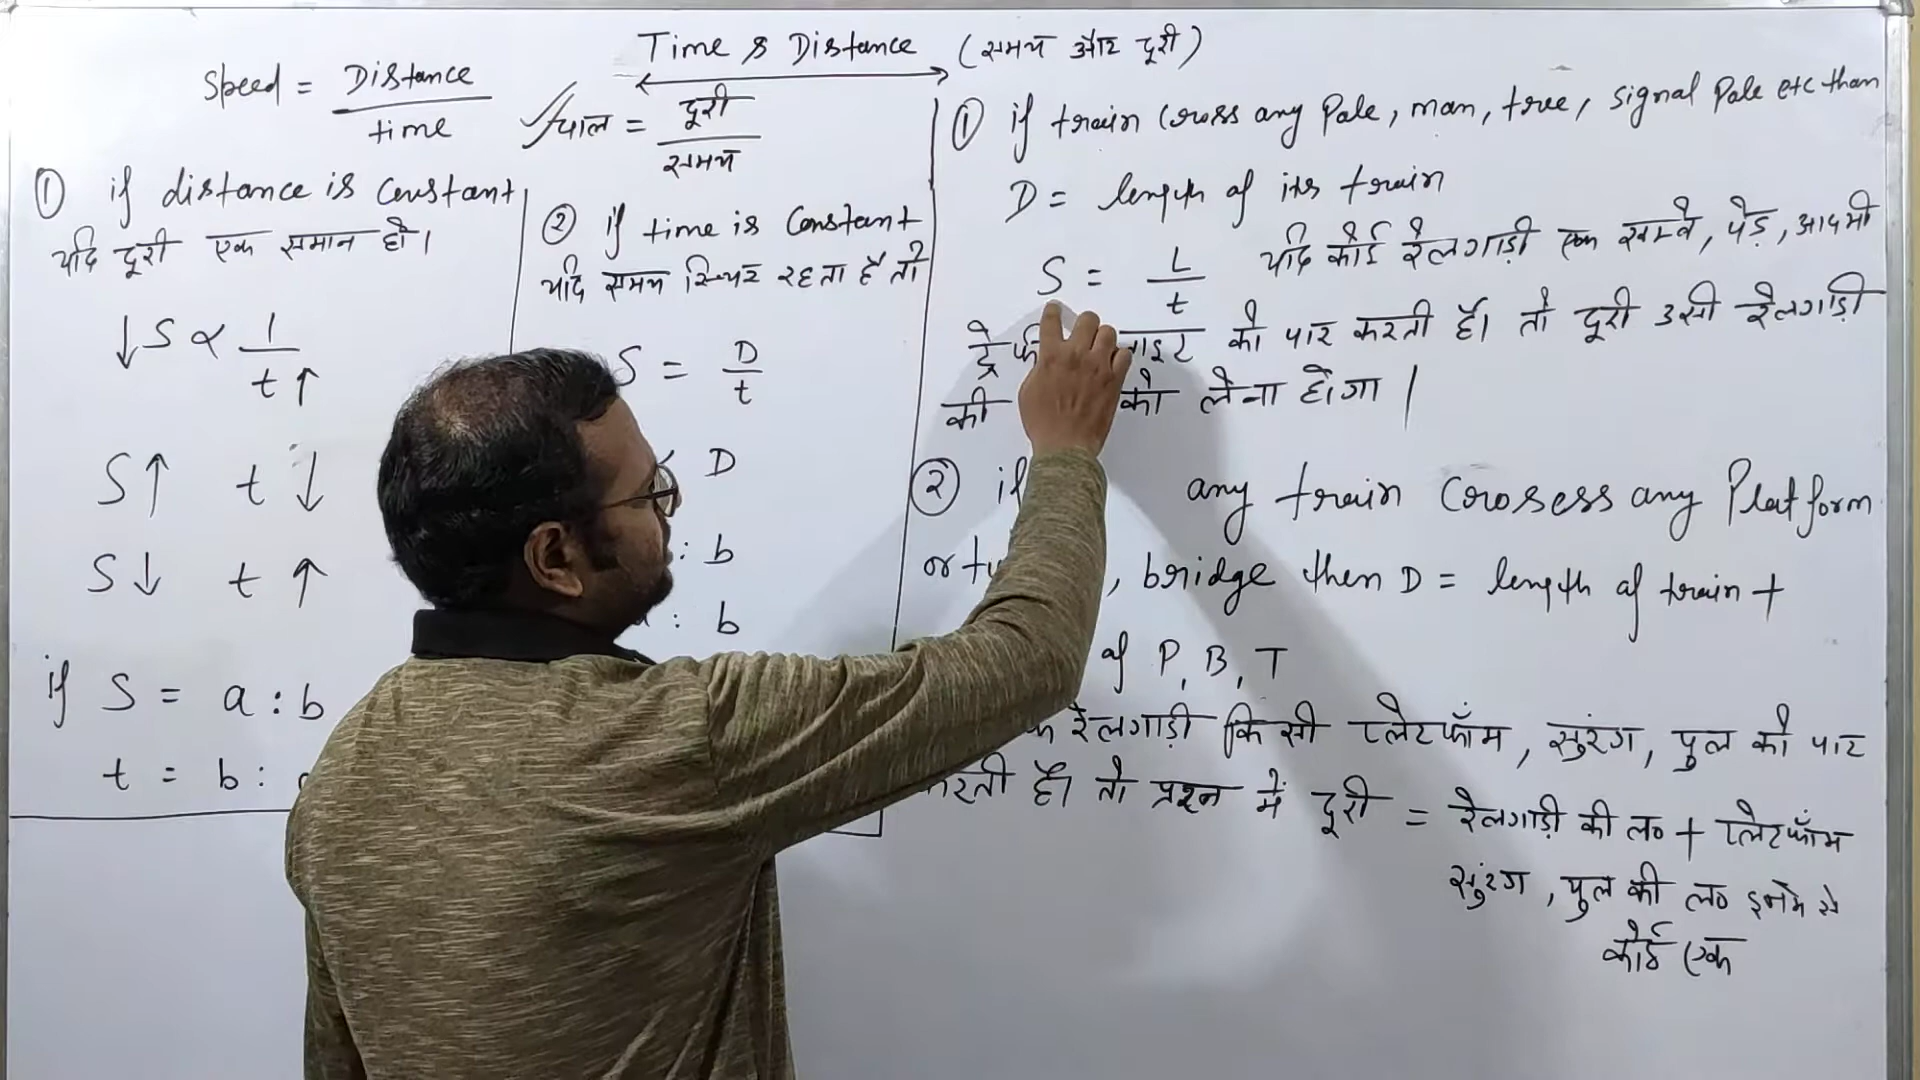 Time & Distance (समय और दूरी)
Speed = Distance / time
चाल = दूरी / समय
① if distance is Constant
यदि दूरी एक समान हो।
↓S ∝ 1 / t↑
S↑ t↓
S↓ t↑
if S = a : b
t = b :
② if time is Constant
यदि समय स्थिर रहता है तो
S = D / t
D
: b
: b
① if train Cross any Pole, man, tree, signal Pole etc than
D = length of its train
S = L / t
यदि कोई रेलगाड़ी एक खम्बे, पेड़, आदमी
लाइट को पार करती है। तो दूरी उसी रेलगाड़ी
की को लेना होगा |
② if any train Crosess any Platform
or , bridge then D = length of train +
of P, B, T
रेलगाड़ी किसी प्लेटफॉम, सुरंग, पुल को पार
करती है। तो प्रश्न में दूरी = रेलगाड़ी की ल० + प्लेटफॉम
सुरंग, पुल की ल० इनमे से
कोई एक